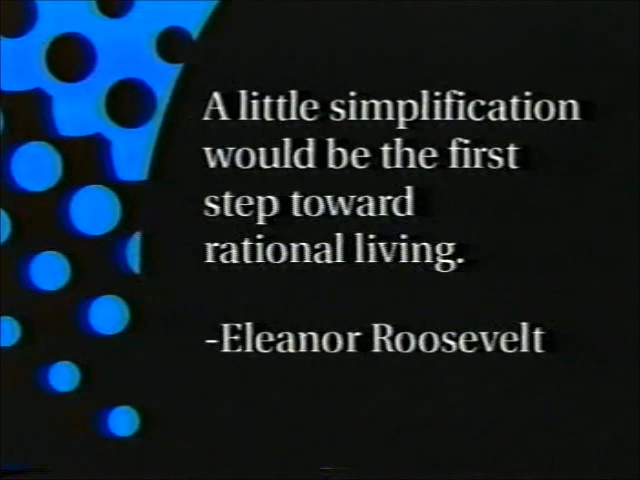 A little simplification
would be the first
step toward
rational living.
-Eleanor Roosevelt